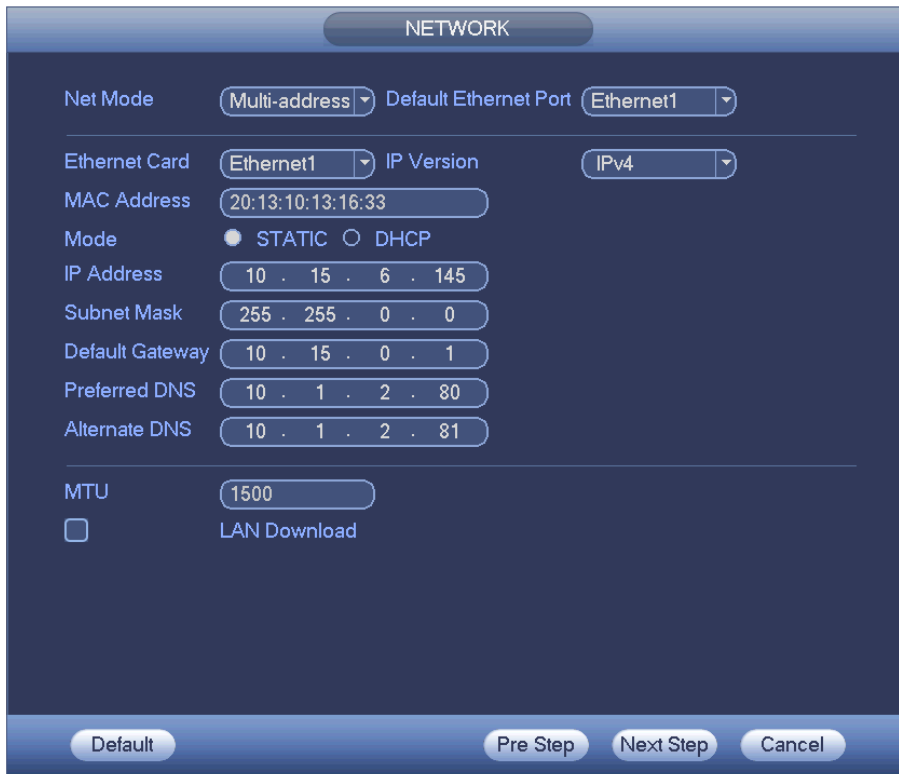 NETWORK
Net Mode Multi-address Default Ethernet Port Ethernet1
Ethernet Card Ethernet1 IP Version IPv4
MAC Address 20:13:10:13:16:33
Mode STATIC DHCP
IP Address 10 . 15 . 6 . 145
Subnet Mask 255 . 255 . 0 . 0
Default Gateway 10 . 15 . 0 . 1
Preferred DNS 10 . 1 . 2 . 80
Alternate DNS 10 . 1 . 2 . 81
MTU 1500
LAN Download
Default Pre Step Next Step Cancel